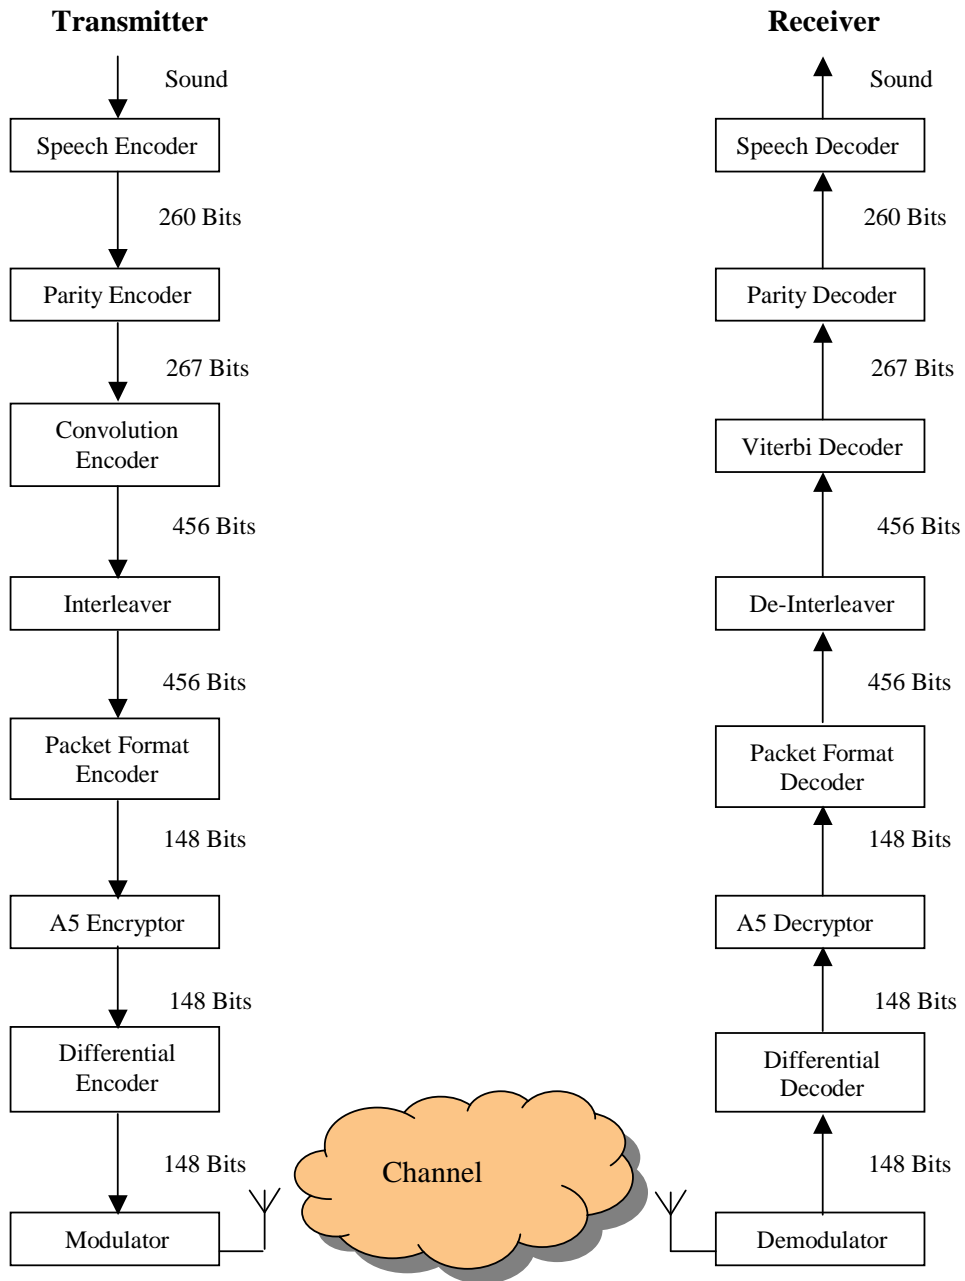 Transmitter
Sound
Speech Encoder
260 Bits
Parity Encoder
267 Bits
Convolution
Encoder
456 Bits
Interleaver
456 Bits
Packet Format
Encoder
148 Bits
A5 Encryptor
148 Bits
Differential
Encoder
148 Bits
Modulator
Channel
Receiver
Sound
Speech Decoder
260 Bits
Parity Decoder
267 Bits
Viterbi Decoder
456 Bits
De-Interleaver
456 Bits
Packet Format
Decoder
148 Bits
A5 Decryptor
148 Bits
Differential
Decoder
148 Bits
Demodulator